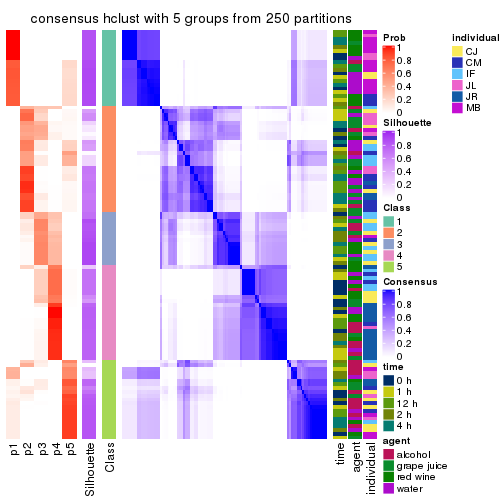 consensus hclust with 5 groups from 250 partitions
Prob
1
0.8
0.6
0.4
0.2
0
Silhouette
1
0.8
0.6
0.4
0.2
0
Class
1
2
3
4
5
Consensus
1
0.8
0.6
0.4
0.2
0
time
0 h
1 h
12 h
2 h
4 h
agent
alcohol
grape juice
red wine
water
individual
CJ
CM
IF
JL
JR
MB
p1
p2
p3
p4
p5
Silhouette
Class
time
agent
individual